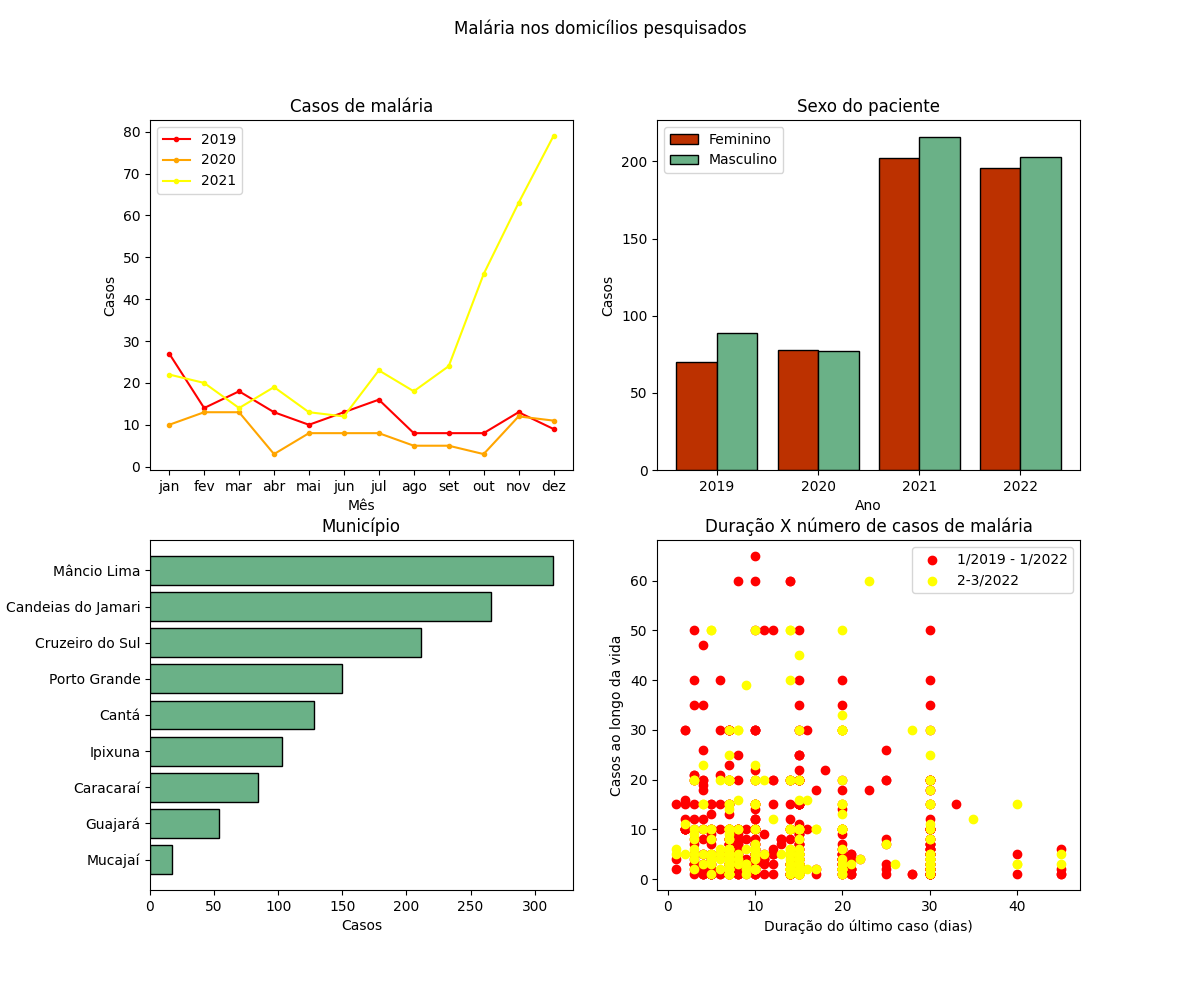 Malária nos domicílios pesquisados
Casos de malária
2019
2020
2021
80
70
60
50
40
30
20
10
0
Casos
jan fev mar abr mai jun jul ago set out nov dez
Mês
Sexo do paciente
Feminino
Masculino
200
150
100
50
0
Casos
2019 2020 2021 2022
Ano
Município
Mâncio Lima
Candeias do Jamari
Cruzeiro do Sul
Porto Grande
Cantá
Ipixuna
Caracaraí
Guajará
Mucajaí
0 50 100 150 200 250 300
Casos
Duração X número de casos de malária
1/2019 - 1/2022
2-3/2022
60
50
40
30
20
10
0
Casos ao longo da vida
0 10 20 30 40
Duração do último caso (dias)